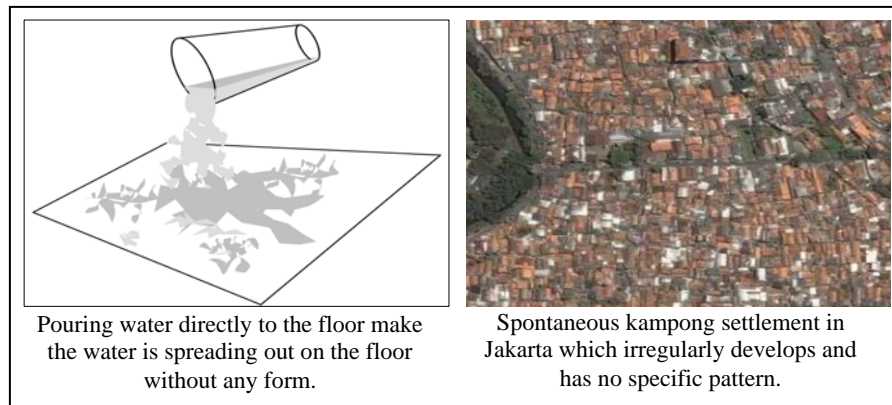 Pouring water directly to the floor make
the water is spreading out on the floor
without any form.
Spontaneous kampong settlement in
Jakarta which irregularly develops and
has no specific pattern.